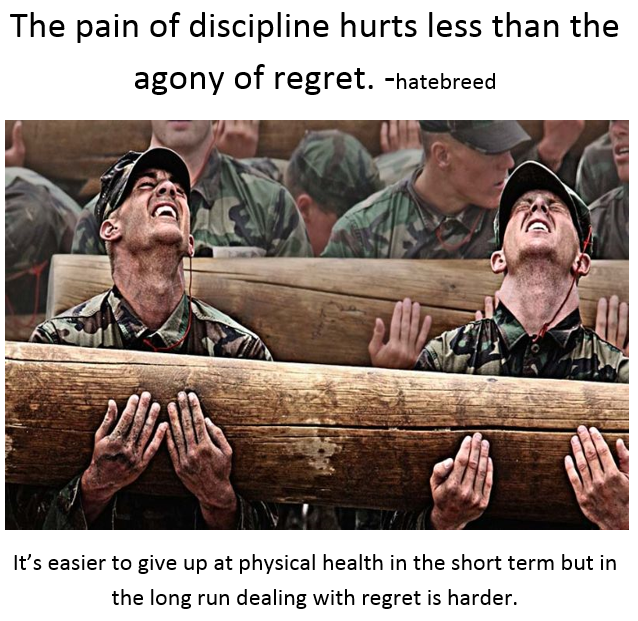 The pain of discipline hurts less than the
agony of regret. -hatebreed
It's easier to give up at physical health in the short term but in
the long run dealing with regret is harder.